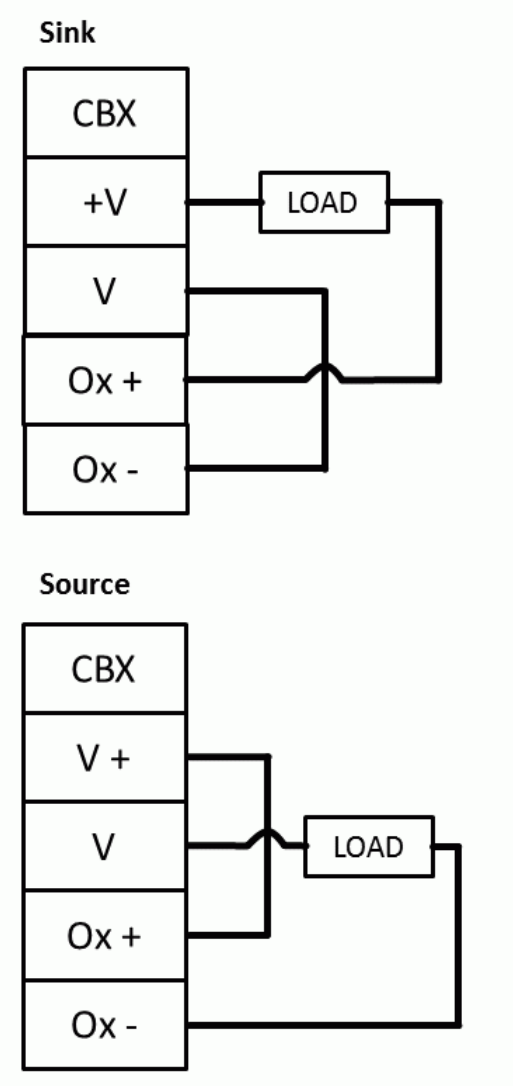 Sink
CBX
+V
LOAD
V
Ox +
Ox -
Source
CBX
V +
V
LOAD
Ox +
Ox -